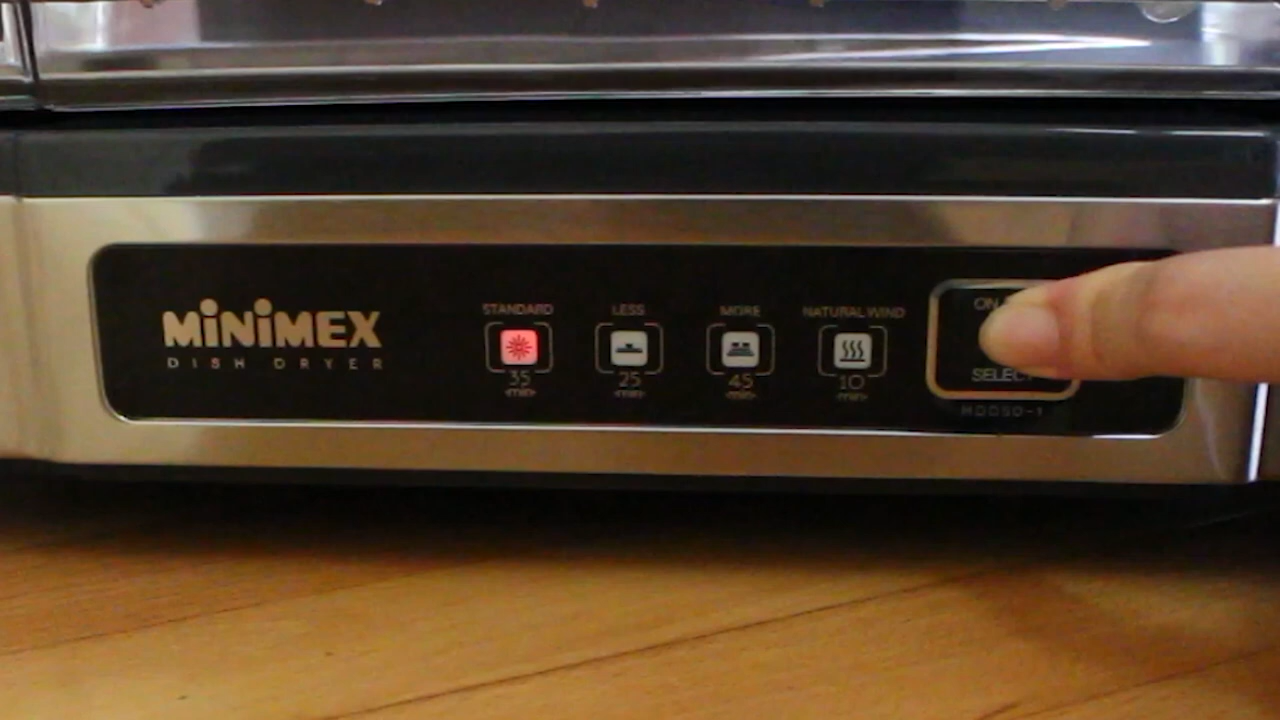 MiNiMEX
DISH DRYER
STANDARD
35
min
LESS
25
min
MORE
45
min
NATURAL WIND
10
min
ON
SELECT